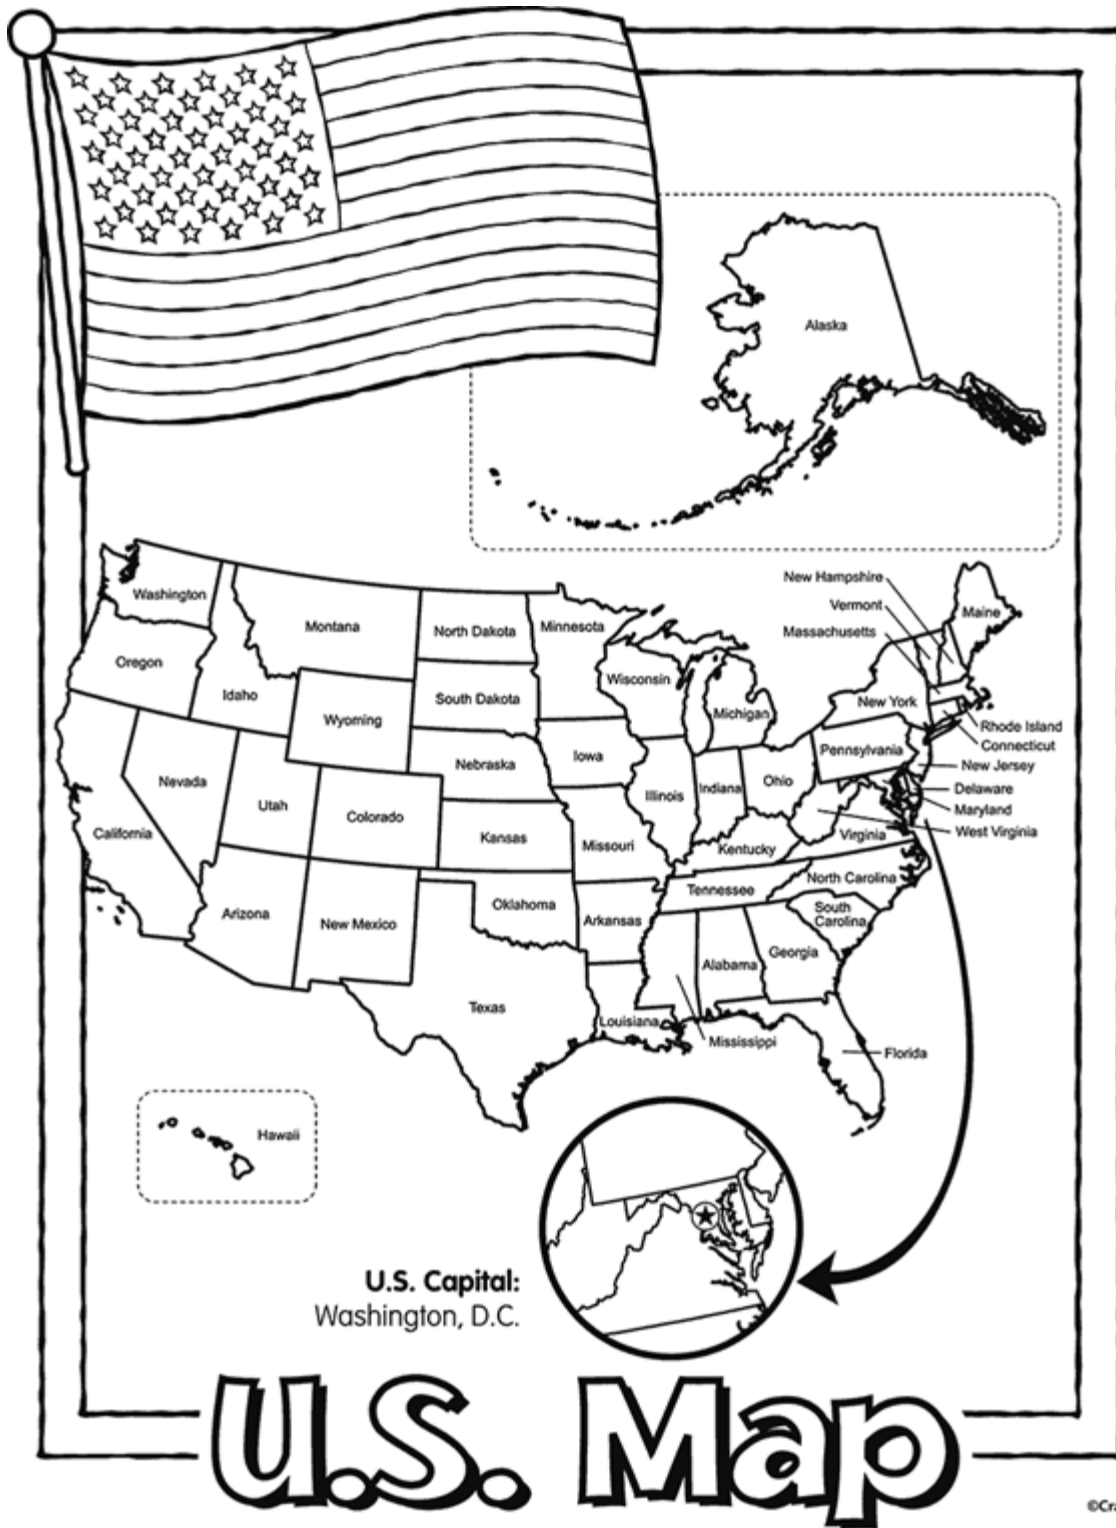 Alaska
New Hampshire
Vermont
Massachusetts
Maine
Washington
Montana
North Dakota
Minnesota
Oregon
Idaho
Wyoming
South Dakota
Wisconsin
Michigan
New York
Rhode Island
Connecticut
Pennsylvania
New Jersey
Nevada
Utah
Colorado
Nebraska
Iowa
Illinois
Indiana
Ohio
Delaware
Maryland
West Virginia
California
Kansas
Missouri
Kentucky
Virginia
Arizona
New Mexico
Oklahoma
Arkansas
Tennessee
North Carolina
South
Carolina
Texas
Louisiana
Alabama
Georgia
Mississippi
Florida
Hawaii
U.S. Capital:
Washington, D.C.
U.S. Map